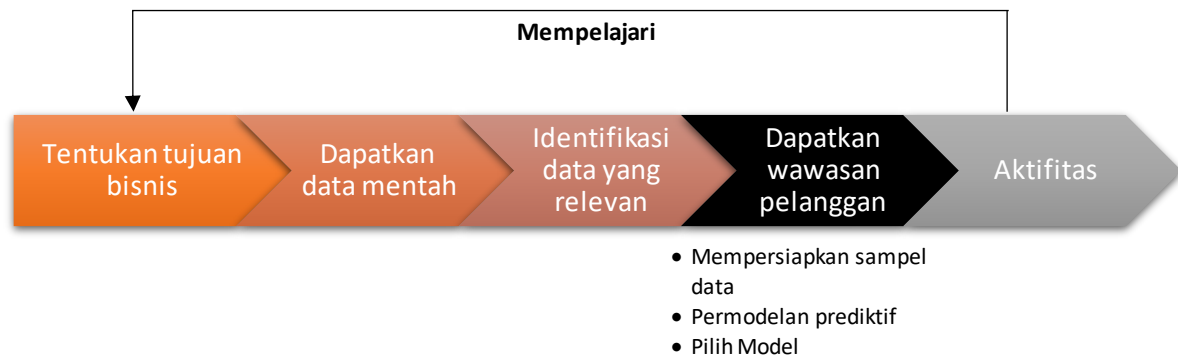 Mempelajari
Tentukan tujuan
bisnis
Dapatkan
data mentah
Identifikasi
data yang
relevan
Dapatkan
wawasan
pelanggan
Aktifitas
• Mempersiapkan sampel
data
• Permodelan prediktif
• Pilih Model